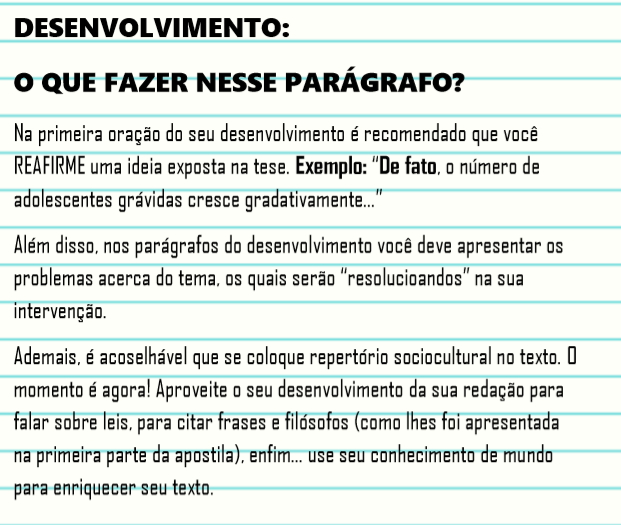 DESENVOLVIMENTO:
O QUE FAZER NESSE PARÁGRAFO?
Na primeira oração do seu desenvolvimento é recomendado que você
REAFIRME uma ideia exposta na tese. Exemplo: “De fato, o número de
adolescentes grávidas cresce gradativamente...”
Além disso, nos parágrafos do desenvolvimento você deve apresentar os
problemas acerca do tema, os quais serão “resolucioandos” na sua
intervenção.
Ademais, é acoselhável que se coloque repertório sociocultural no texto. O
momento é agora! Aproveite o seu desenvolvimento da sua redação para
falar sobre leis, para citar frases e filósofos (como lhes foi apresentada
na primeira parte da apostila), enfim... use seu conhecimento de mundo
para enriquecer seu texto.